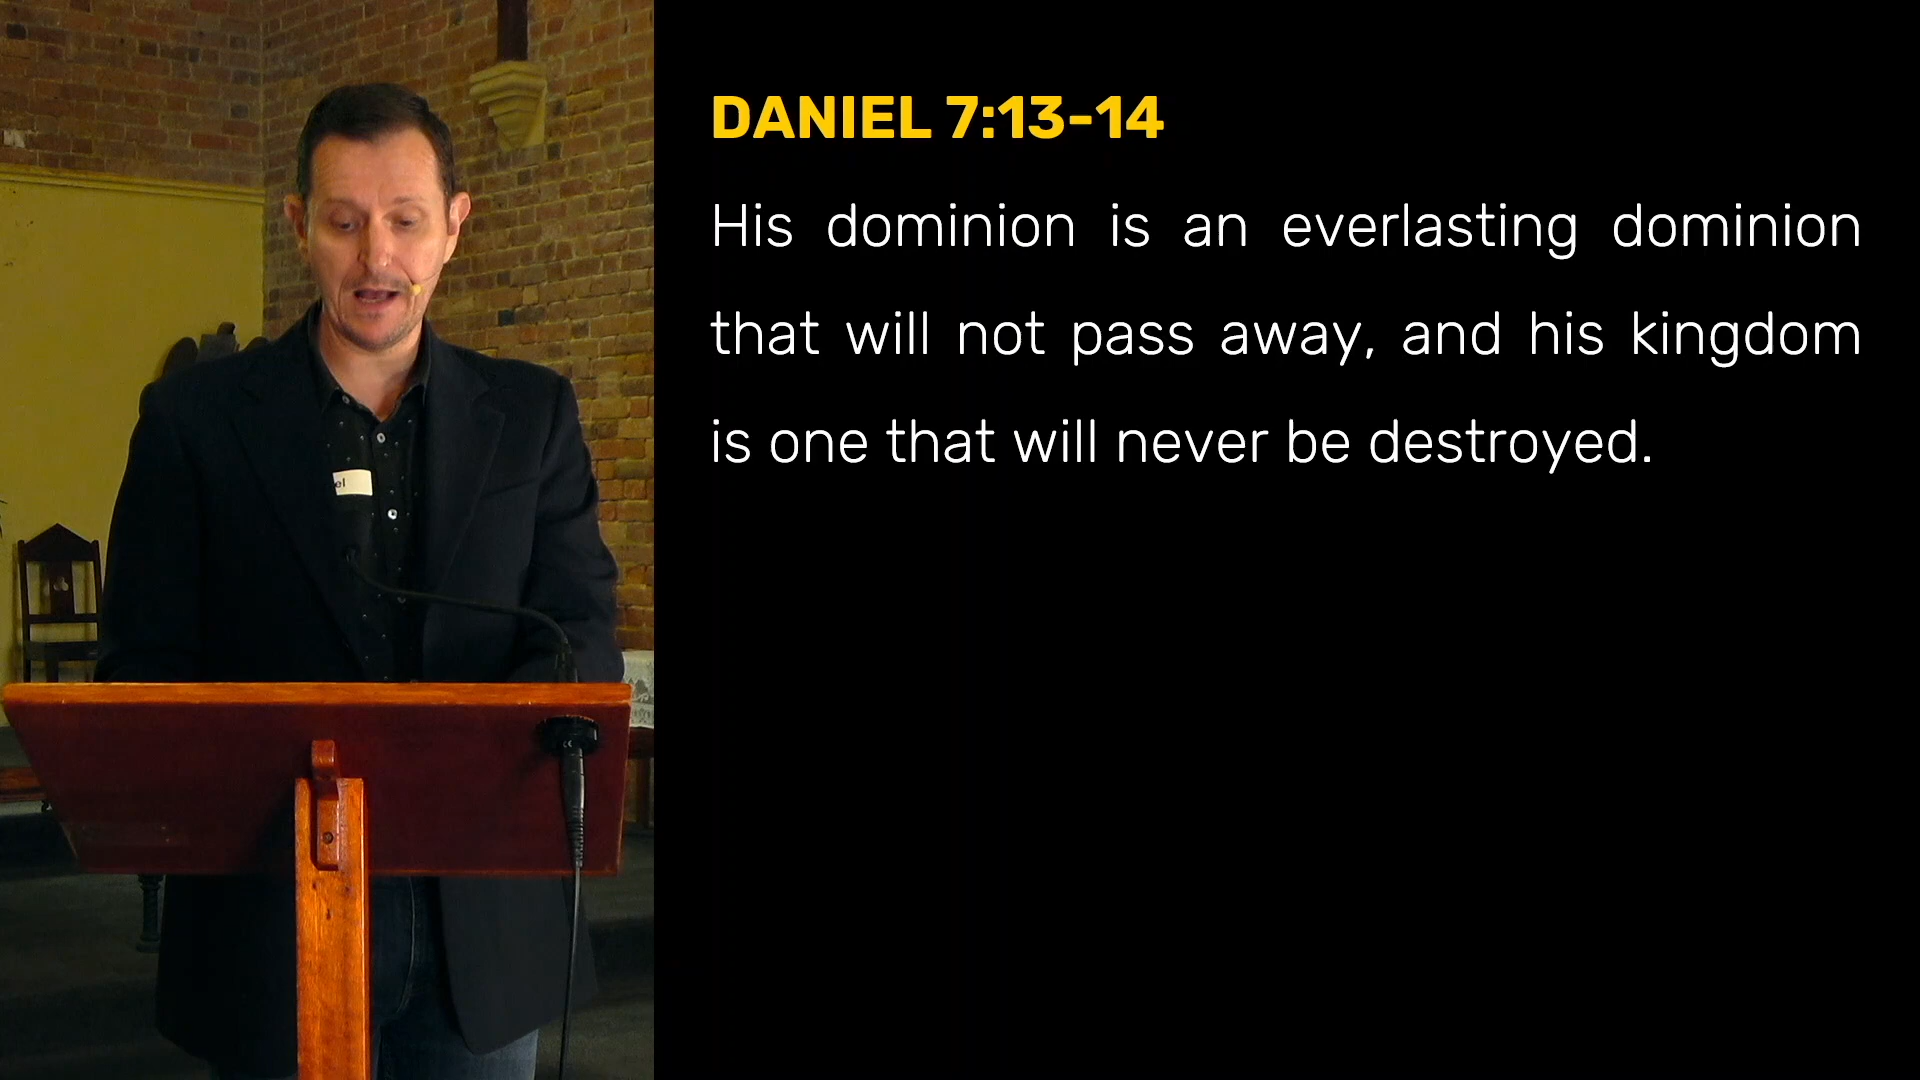 DANIEL 7:13-14
His dominion is an everlasting dominion
that will not pass away, and his kingdom
is one that will never be destroyed.
el